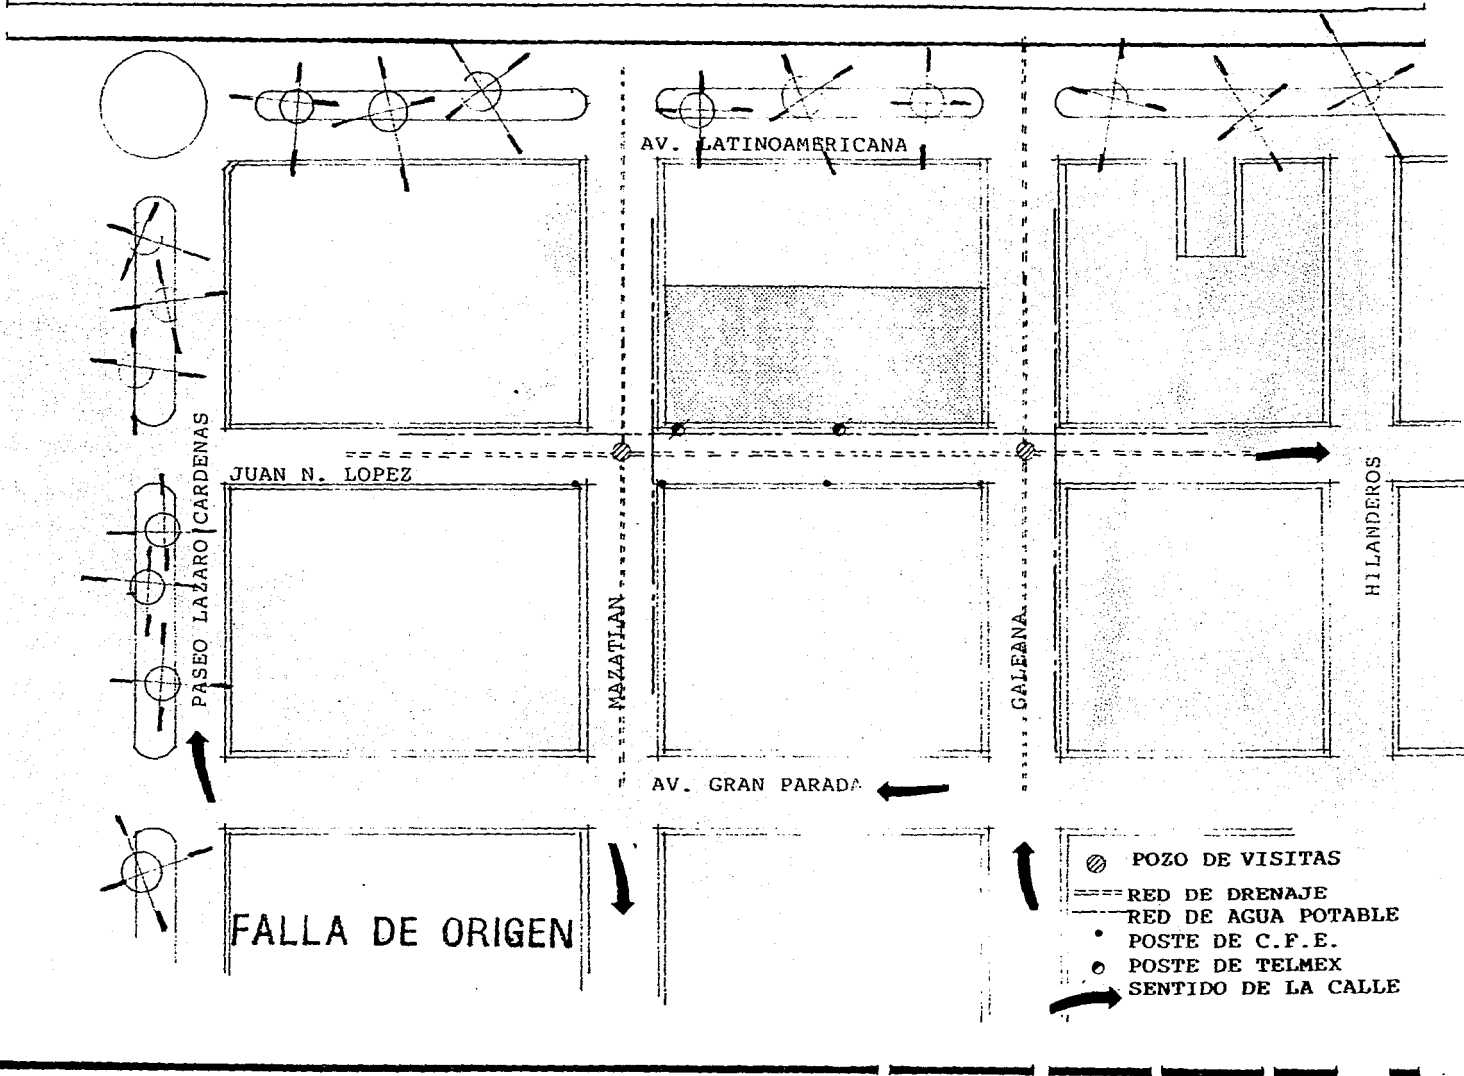 AV. LATINOAMERICANA
PASEO LAZARO CARDENAS
JUAN N. LOPEZ
HILANDEROS
MAZATLAN
GALEANA
AV. GRAN PARADA
FALLA DE ORIGEN
POZO DE VISITAS
RED DE DRENAJE
RED DE AGUA POTABLE
POSTE DE C.F.E.
POSTE DE TELMEX
SENTIDO DE LA CALLE